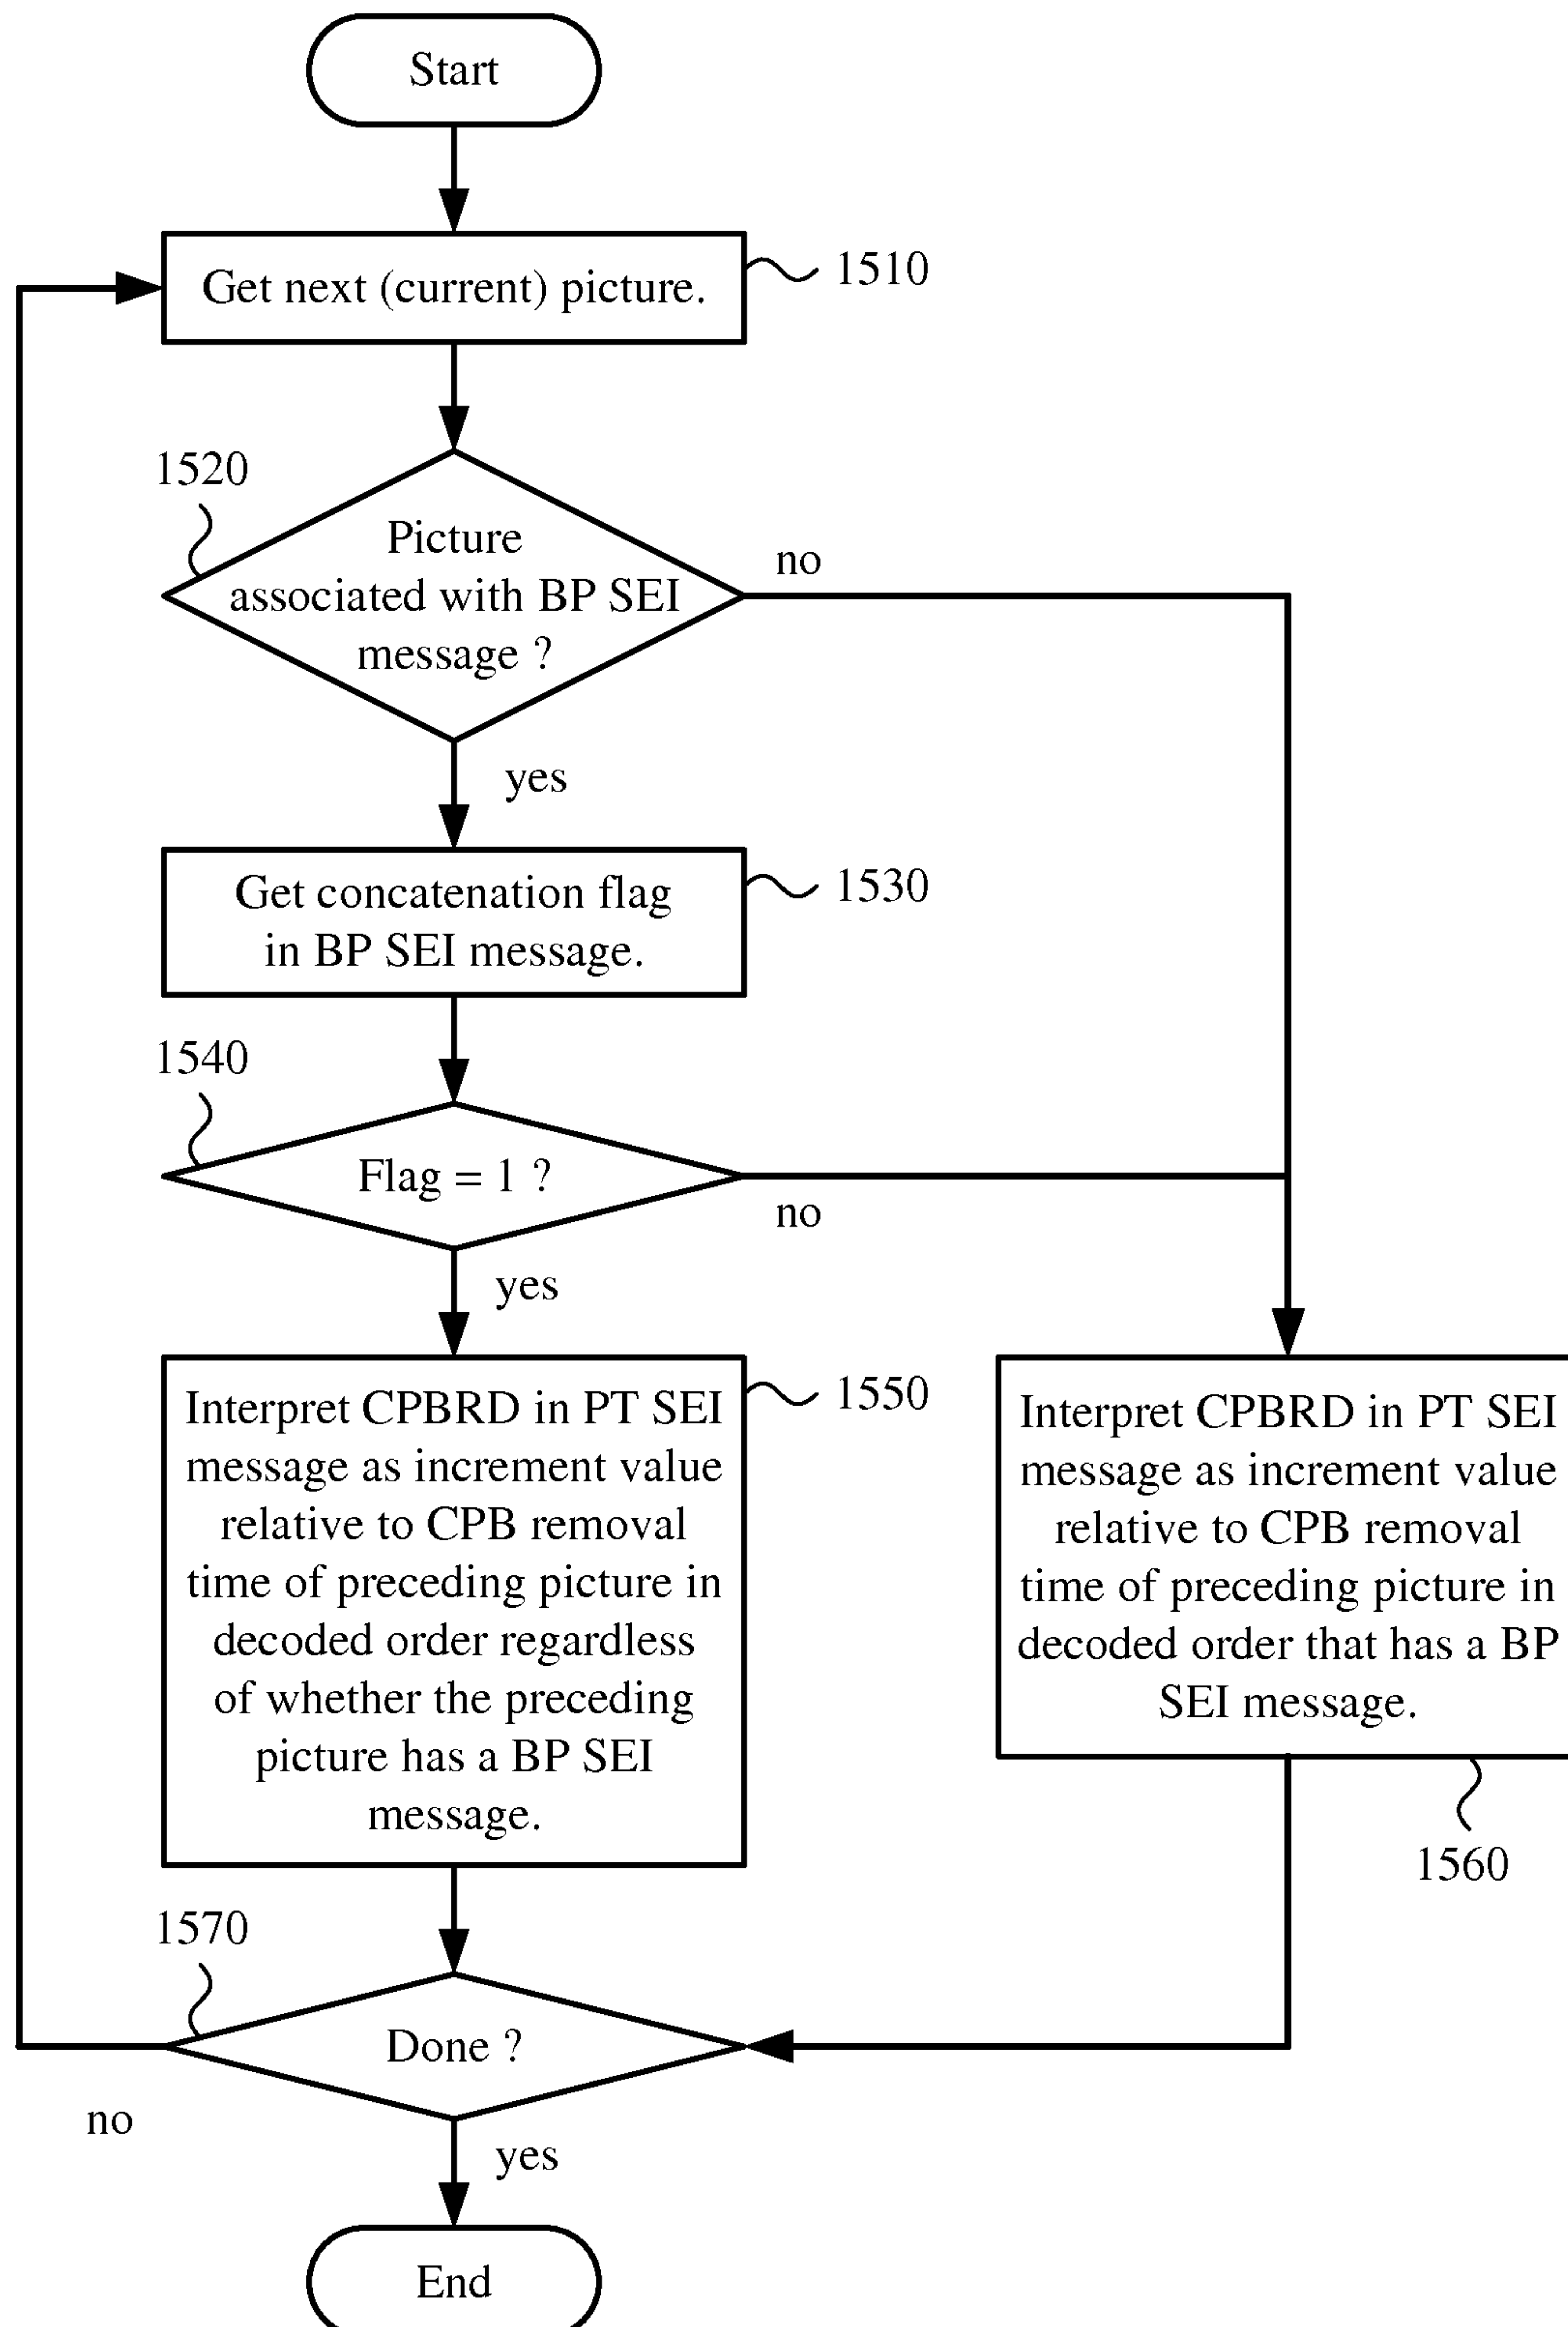 Start
Get next (current) picture.
1510
1520
Picture
associated with BP SEI
message ?
no
yes
Get concatenation flag
in BP SEI message.
1530
1540
Flag = 1 ?
no
yes
Interpret CPBRD in PT SEI
message as increment value
relative to CPB removal
time of preceding picture in
decoded order regardless
of whether the preceding
picture has a BP SEI
message.
1550
Interpret CPBRD in PT SEI
message as increment value
relative to CPB removal
time of preceding picture in
decoded order that has a BP
SEI message.
1560
1570
Done ?
no
yes
End